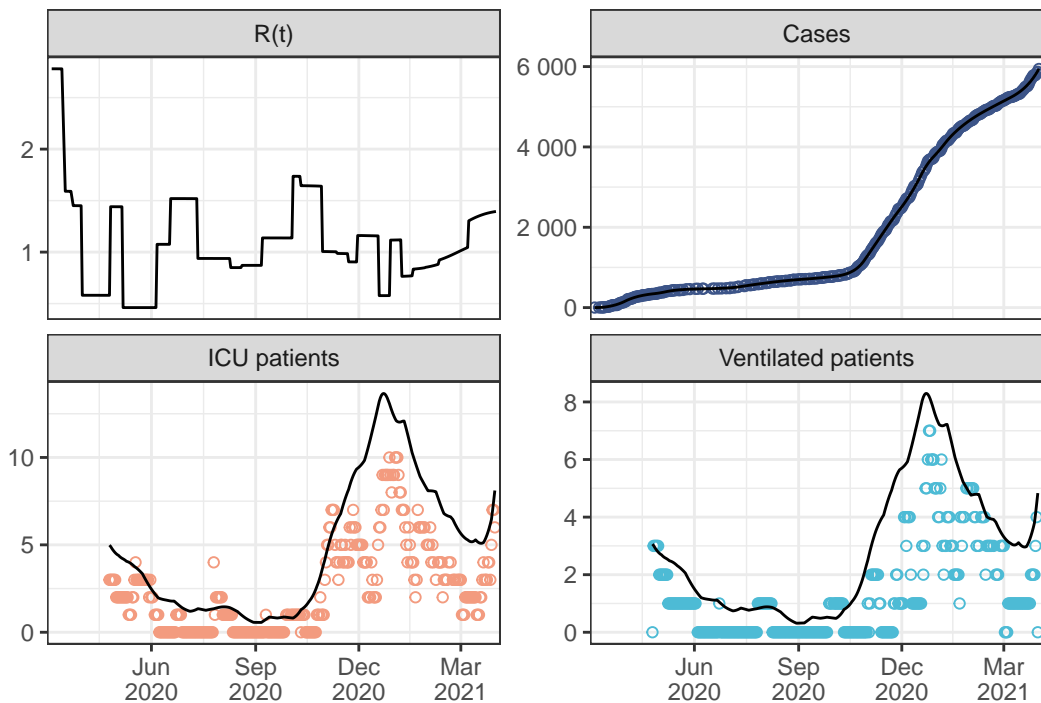 R(t)
Cases
2
1
6 000
4 000
2 000
0
ICU patients
Ventilated patients
10
5
0
8
6
4
2
0
Jun Sep Dec Mar
2020 2020 2020 2021
Jun Sep Dec Mar
2020 2020 2020 2021